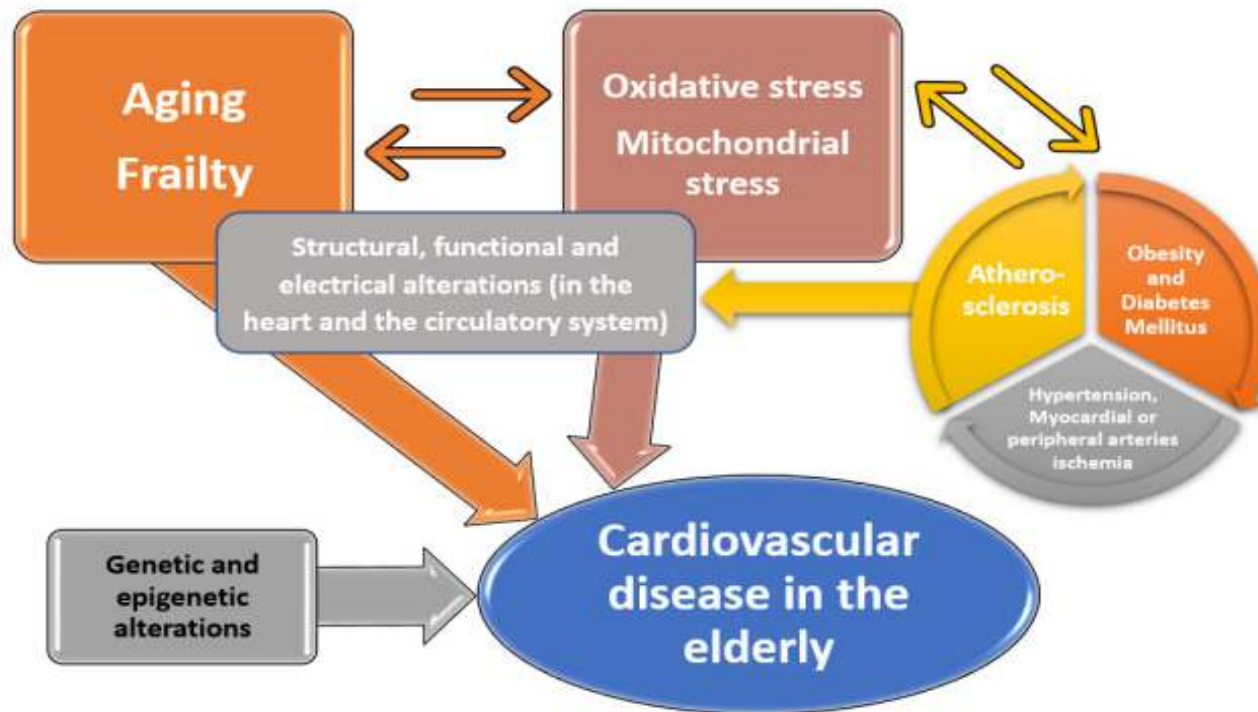 Aging
Frailty
Oxidative stress
Mitochondrial
stress
Structural, functional and
electrical alterations (in the
heart and the circulatory system)
Athero-
sclerosis
Obesity
and
Diabetes
Mellitus
Hypertension,
Myocardial or
peripheral arteries
ischemia
Genetic and
epigenetic
alterations
Cardiovascular
disease in the
elderly